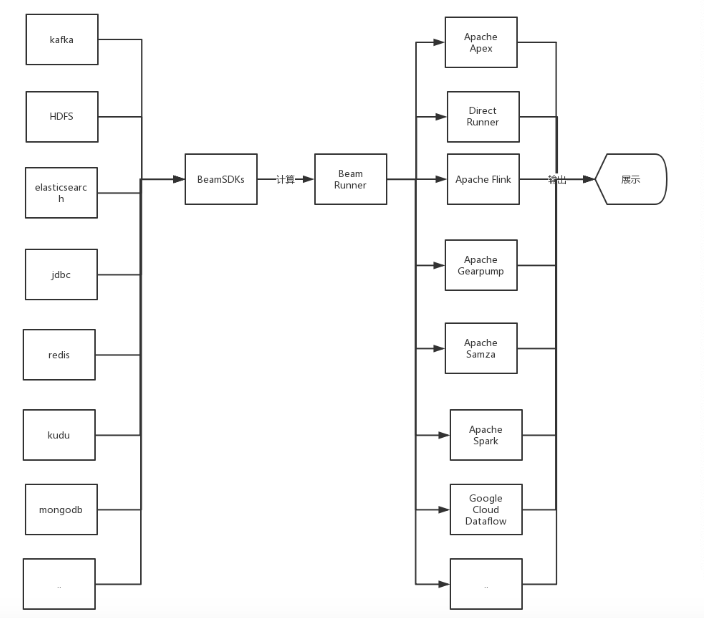 kafka
HDFS
elasticsearc
h
jdbc
redis
kudu
mongodb
..
BeamSDKs
计算
Beam
Runner
Apache
Apex
Direct
Runner
Apache Flink
Apache
Gearpump
Apache
Samza
Apache
Spark
Google
Cloud
Dataflow
..
输出
展示